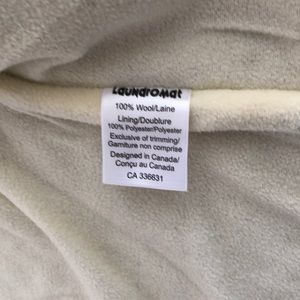 LaUNdRoMat
100% Wool/Laine
Lining/Doublure
100% Polyester/Polyester
Exclusive of trimming/
Garniture non comprise
Designed in Canada/
Conçu au Canada
CA 336631